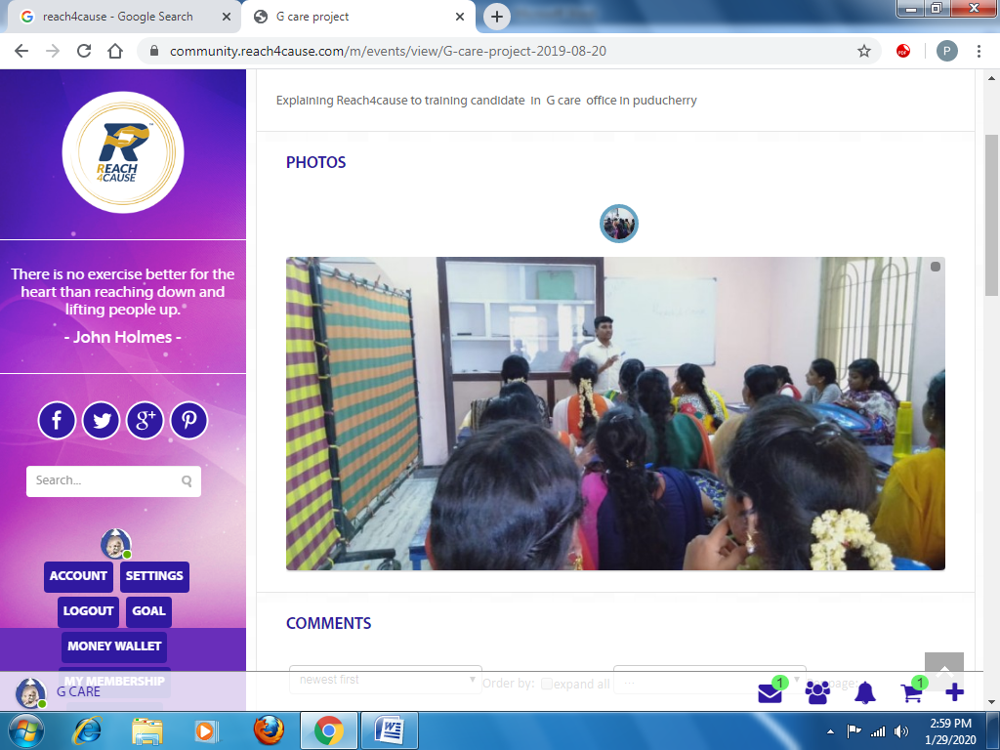 reach4cause - Google Search
G care project
community.reach4cause.com/m/events/view/G-care-project-2019-08-20
P
Explaining Reach4cause to training candidate in G care office in puducherry
REACH
4CAUSE
PHOTOS
There is no exercise better for the
heart than reaching down and
lifting people up.
- John Holmes -
Search...
ACCOUNT
SETTINGS
LOGOUT
GOAL
MONEY WALLET
MY MEMBERSHIP
COMMENTS
newest first
Order by:
expand all
...
page:
G CARE
1
1
2:59 PM
1/29/2020